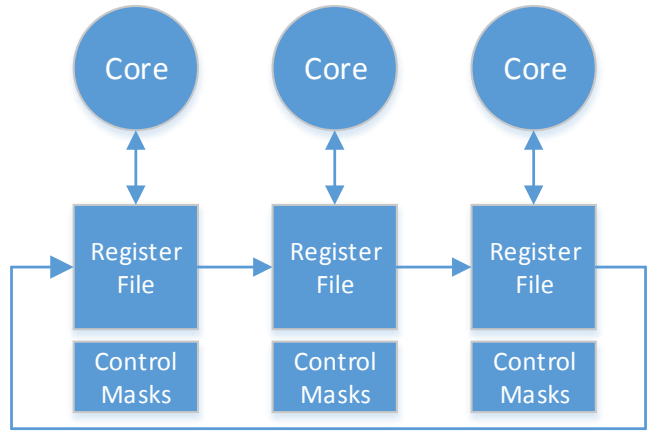 Core
Core
Core
Register
File
Register
File
Register
File
Control
Masks
Control
Masks
Control
Masks